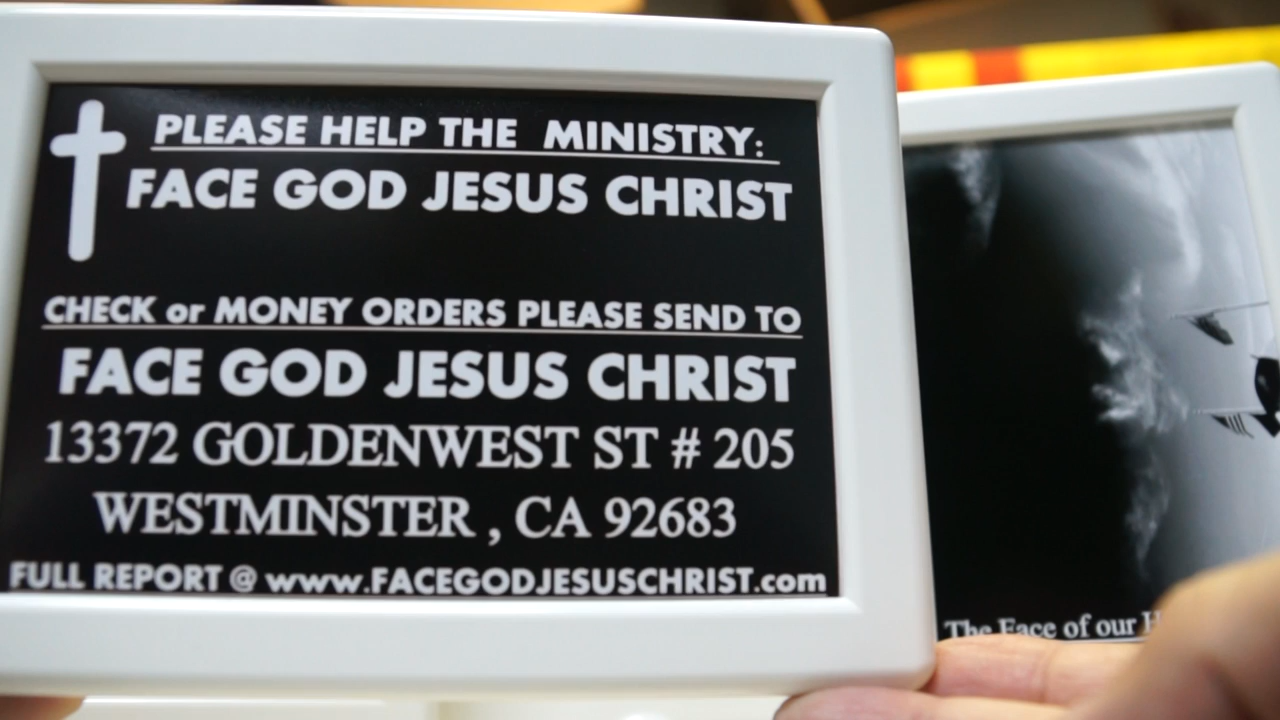 PLEASE HELP THE MINISTRY:
FACE GOD JESUS CHRIST
CHECK or MONEY ORDERS PLEASE SEND TO
FACE GOD JESUS CHRIST
13372 GOLDENWEST ST # 205
WESTMINSTER , CA 92683
FULL REPORT @ www.FACEGODJESUSCHRIST.com
The Face of our